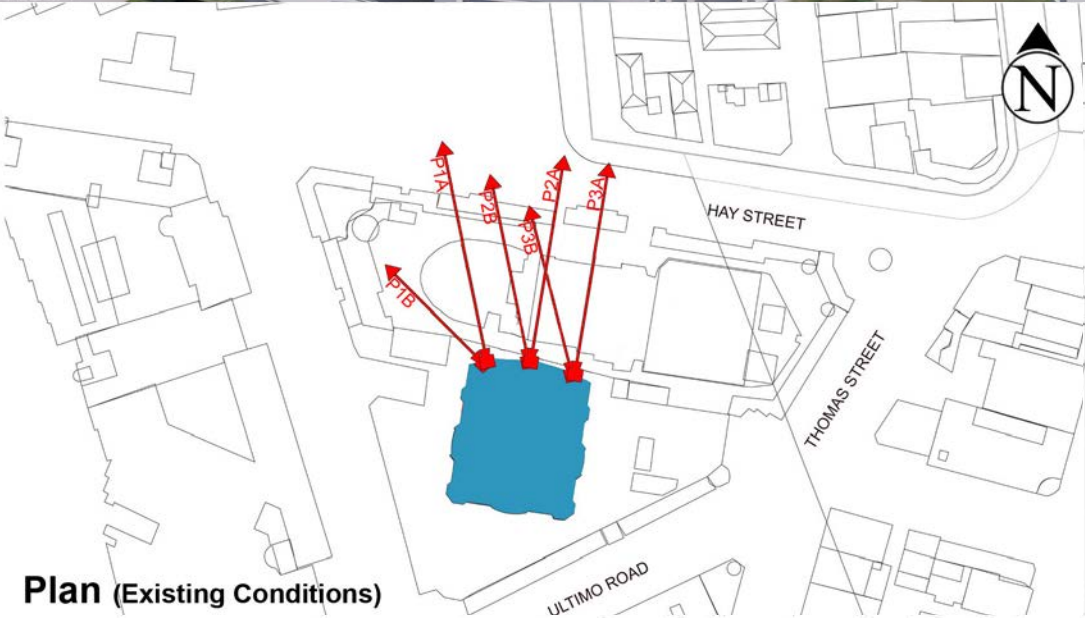 N
P1A
P2B
P2A
P3A
P3B
P1B
HAY STREET
THOMAS STREET
ULTIMO ROAD
Plan (Existing Conditions)